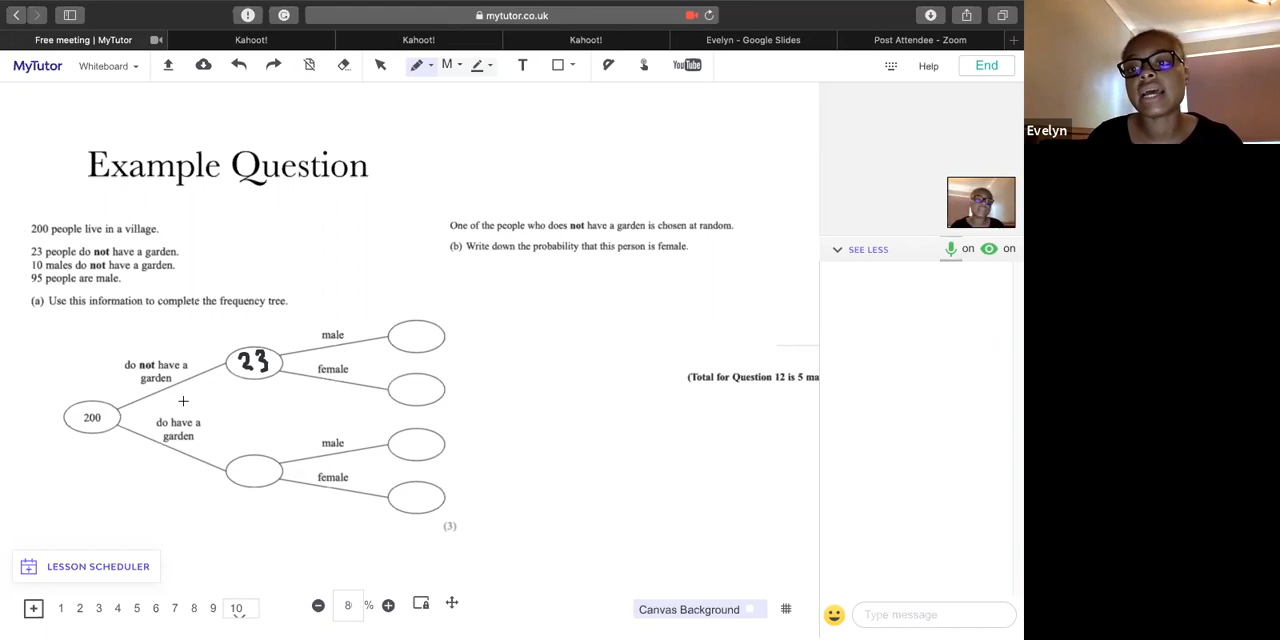 mytutor.co.uk
Free meeting | MyTutor
Kahoot!
Kahoot!
Kahoot!
Evelyn - Google Slides
Post Attendee - Zoom
MyTutor
Whiteboard
M
T
YouTube
Help
End
Evelyn
Example Question
200 people live in a village.
23 people do not have a garden.
10 males do not have a garden.
95 people are male.
(a) Use this information to complete the frequency tree.
One of the people who does not have a garden is chosen at random.
(b) Write down the probability that this person is female.
SEE LESS
on
on
male
do not have a
garden
23
female
200
do have a
garden
male
female
(3)
(Total for Question 12 is 5 ma
LESSON SCHEDULER
1 2 3 4 5 6 7 8 9 10
8 %
Canvas Background
Type message